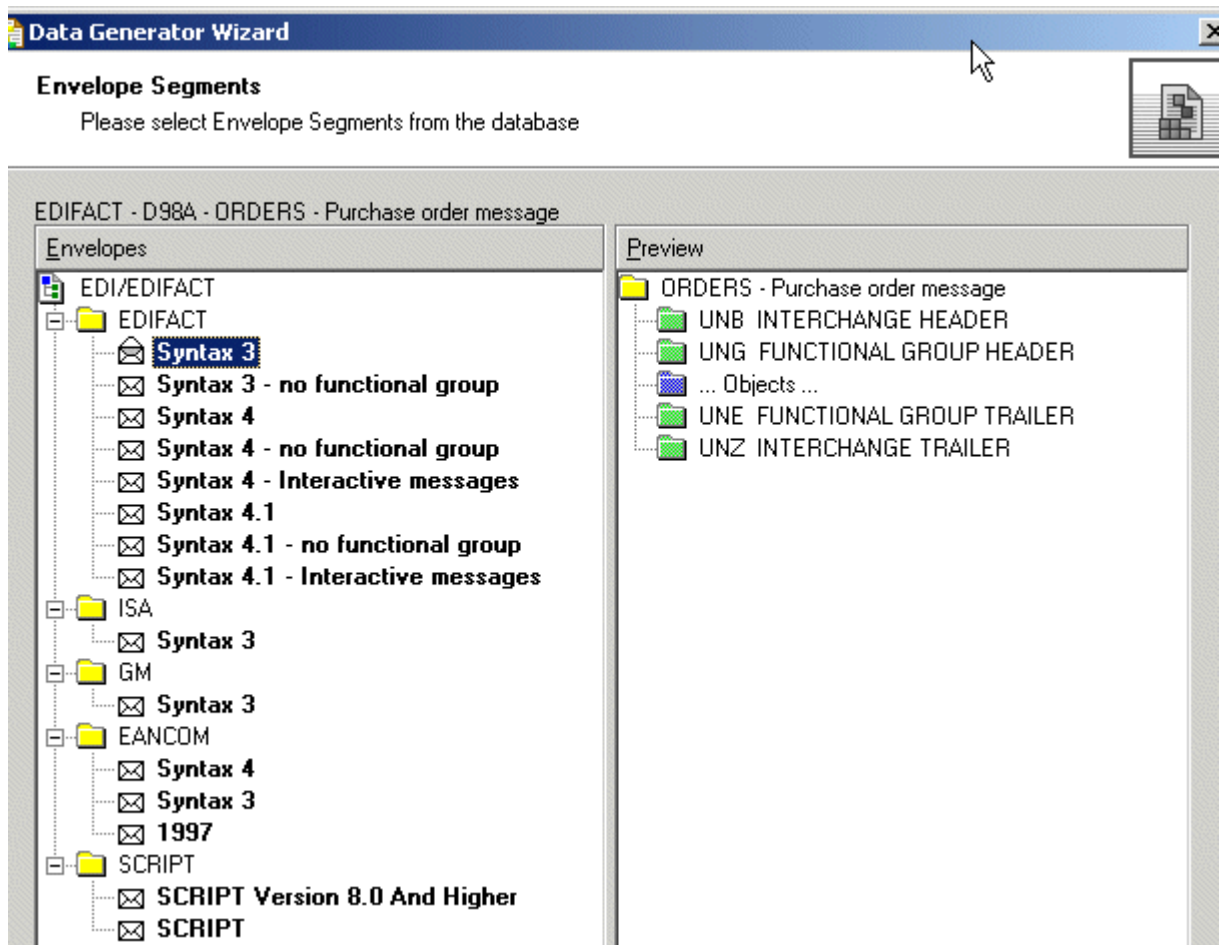 Data Generator Wizard
Envelope Segments
Please select Envelope Segments from the database
EDIFACT - D98A - ORDERS - Purchase order message
Envelopes
EDI/EDIFACT
EDIFACT
Syntax 3
Syntax 3 - no functional group
Syntax 4
Syntax 4 - no functional group
Syntax 4 - Interactive messages
Syntax 4.1
Syntax 4.1 - no functional group
Syntax 4.1 - Interactive messages
ISA
Syntax 3
GM
Syntax 3
EANCOM
Syntax 4
Syntax 3
1997
SCRIPT
SCRIPT Version 8.0 And Higher
SCRIPT
Preview
ORDERS - Purchase order message
UNB INTERCHANGE HEADER
UNG FUNCTIONAL GROUP HEADER
... Objects ...
UNE FUNCTIONAL GROUP TRAILER
UNZ INTERCHANGE TRAILER